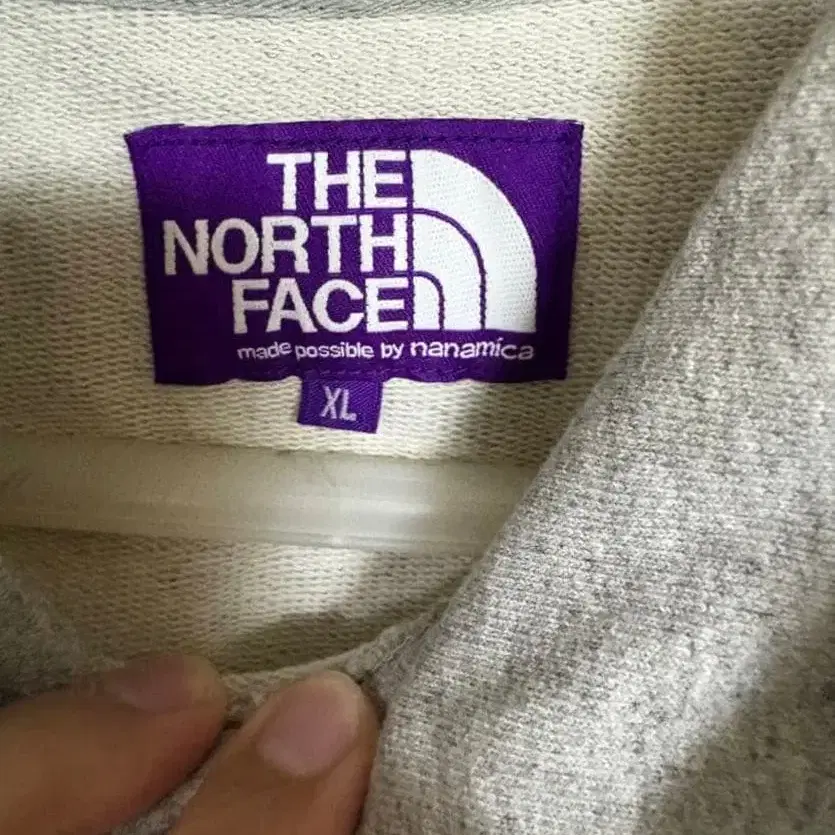 THE
NORTH
FACE
made possible by nanamica
XL